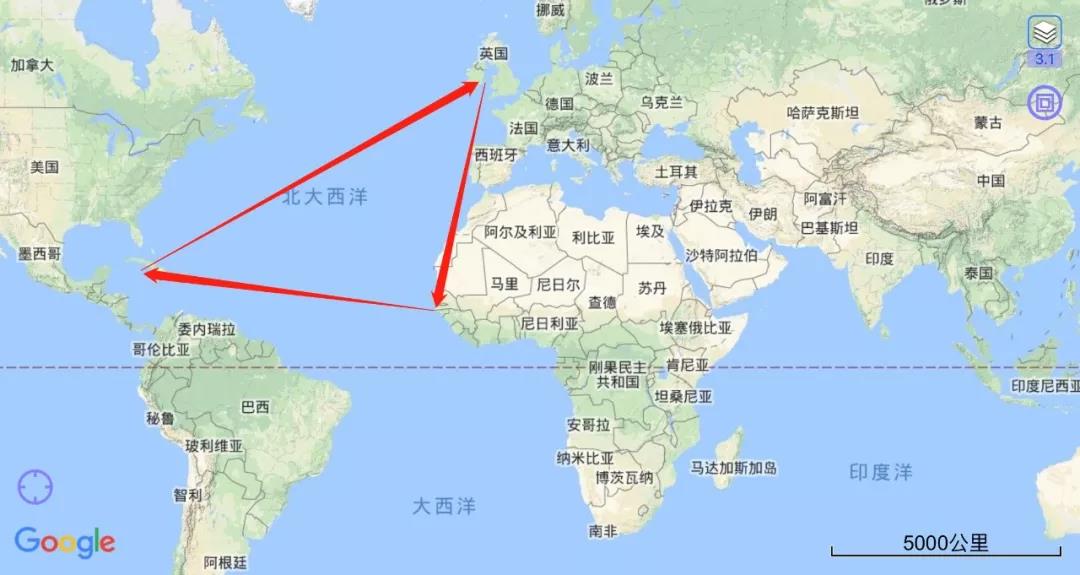 俄罗斯
挪威
英国
3.1
加拿大
波兰
德国
乌克兰
哈萨克斯坦
法国
蒙古
意大利
西班牙
美国
土耳其
中国
北大西洋
阿富汗
伊拉克
伊朗
巴基斯坦
阿尔及利亚
利比亚
埃及
墨西哥
沙特阿拉伯
印度
泰国
马里
尼日尔
苏丹
查德
委内瑞拉
尼日利亚
埃塞俄比亚
哥伦比亚
刚果民主
共和国
肯尼亚
印度尼西亚
坦桑尼亚
巴西
秘鲁
安哥拉
玻利维亚
纳米比亚
博茨瓦纳
马达加斯加岛
印度洋
智利
大西洋
南非
Google
5000公里
阿根廷